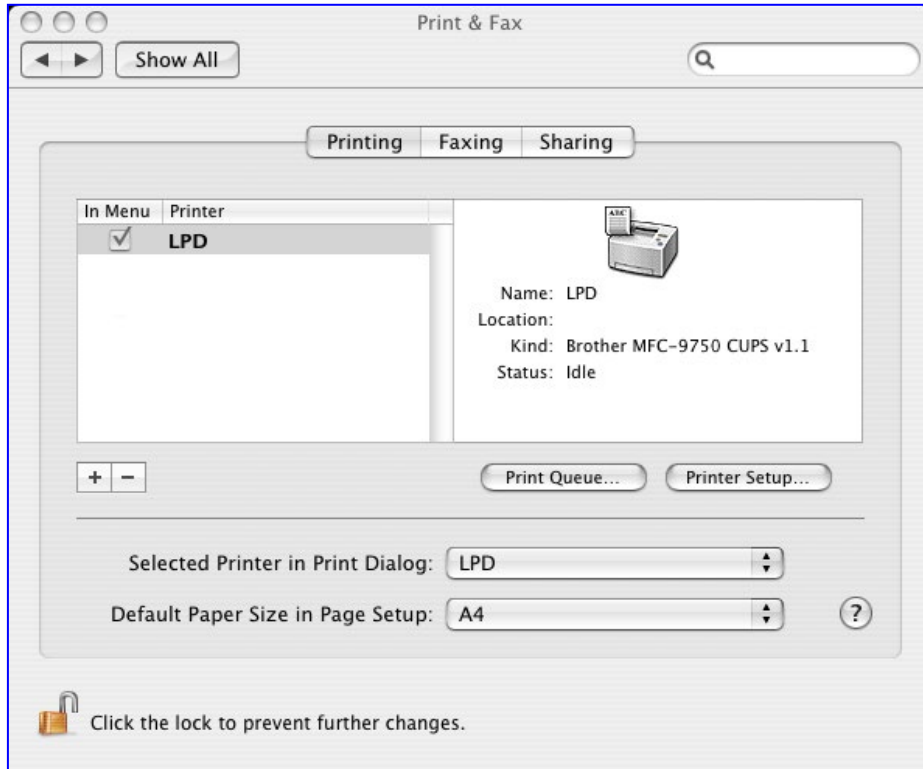 Print & Fax
Show All
Printing Faxing Sharing
In Menu Printer
LPD
ABC
Name: LPD
Location:
Kind: Brother MFC-9750 CUPS v1.1
Status: Idle
+ −
Print Queue... Printer Setup...
Selected Printer in Print Dialog: LPD
Default Paper Size in Page Setup: A4 ?
Click the lock to prevent further changes.